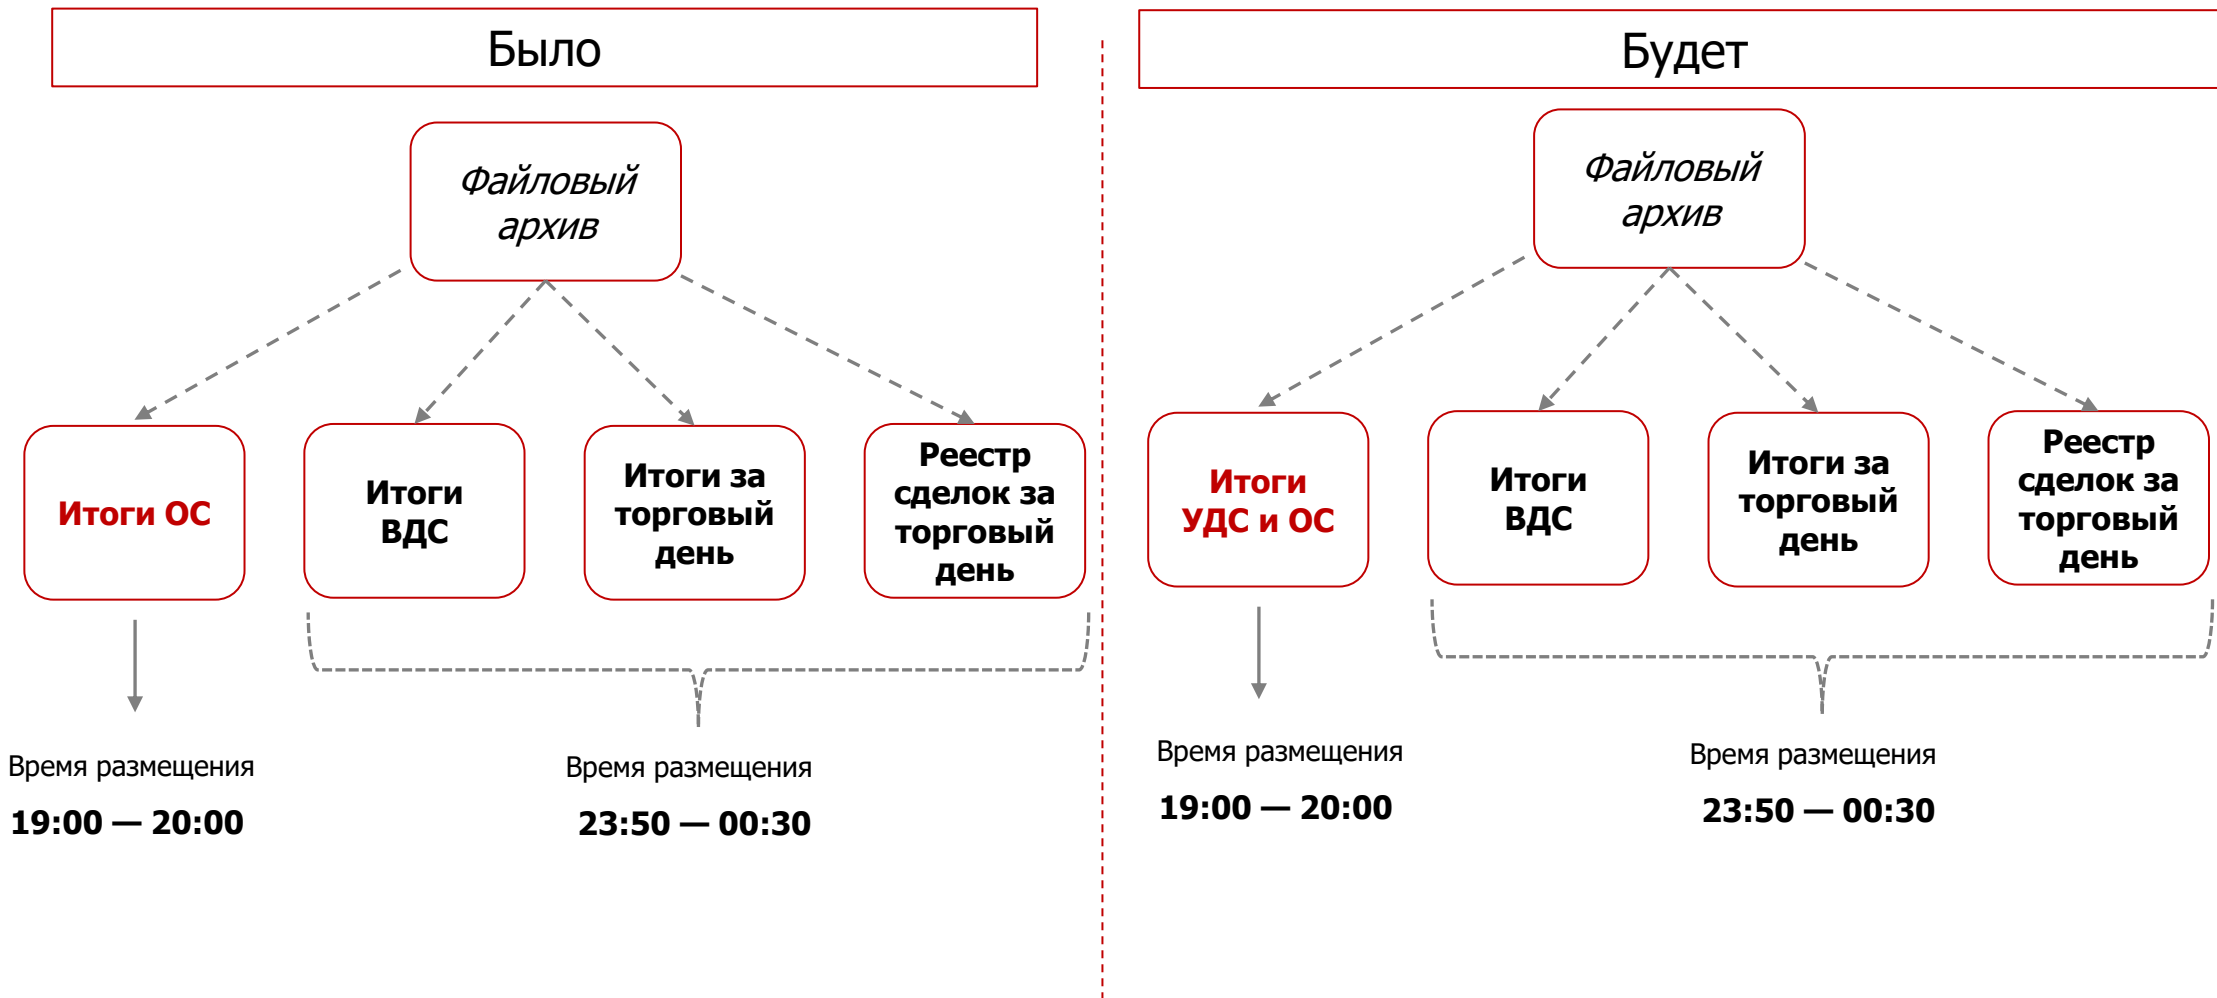 Было
Файловый
архив
Итоги ОС
Итоги
ВДС
Итоги за
торговый
день
Реестр
сделок за
торговый
день
Время размещения
19:00 — 20:00
Время размещения
23:50 — 00:30
Будет
Файловый
архив
Итоги
УДС и ОС
Итоги
ВДС
Итоги за
торговый
день
Реестр
сделок за
торговый
день
Время размещения
19:00 — 20:00
Время размещения
23:50 — 00:30